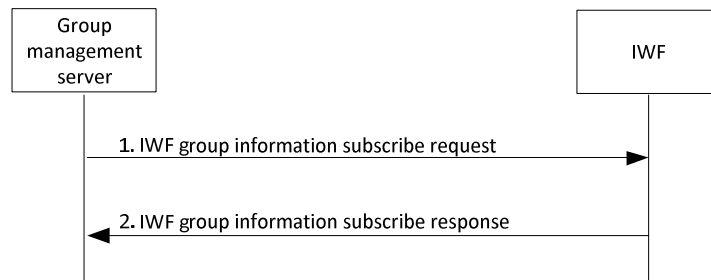 Group
management
server
IWF
1. IWF group information subscribe request
2. IWF group information subscribe response